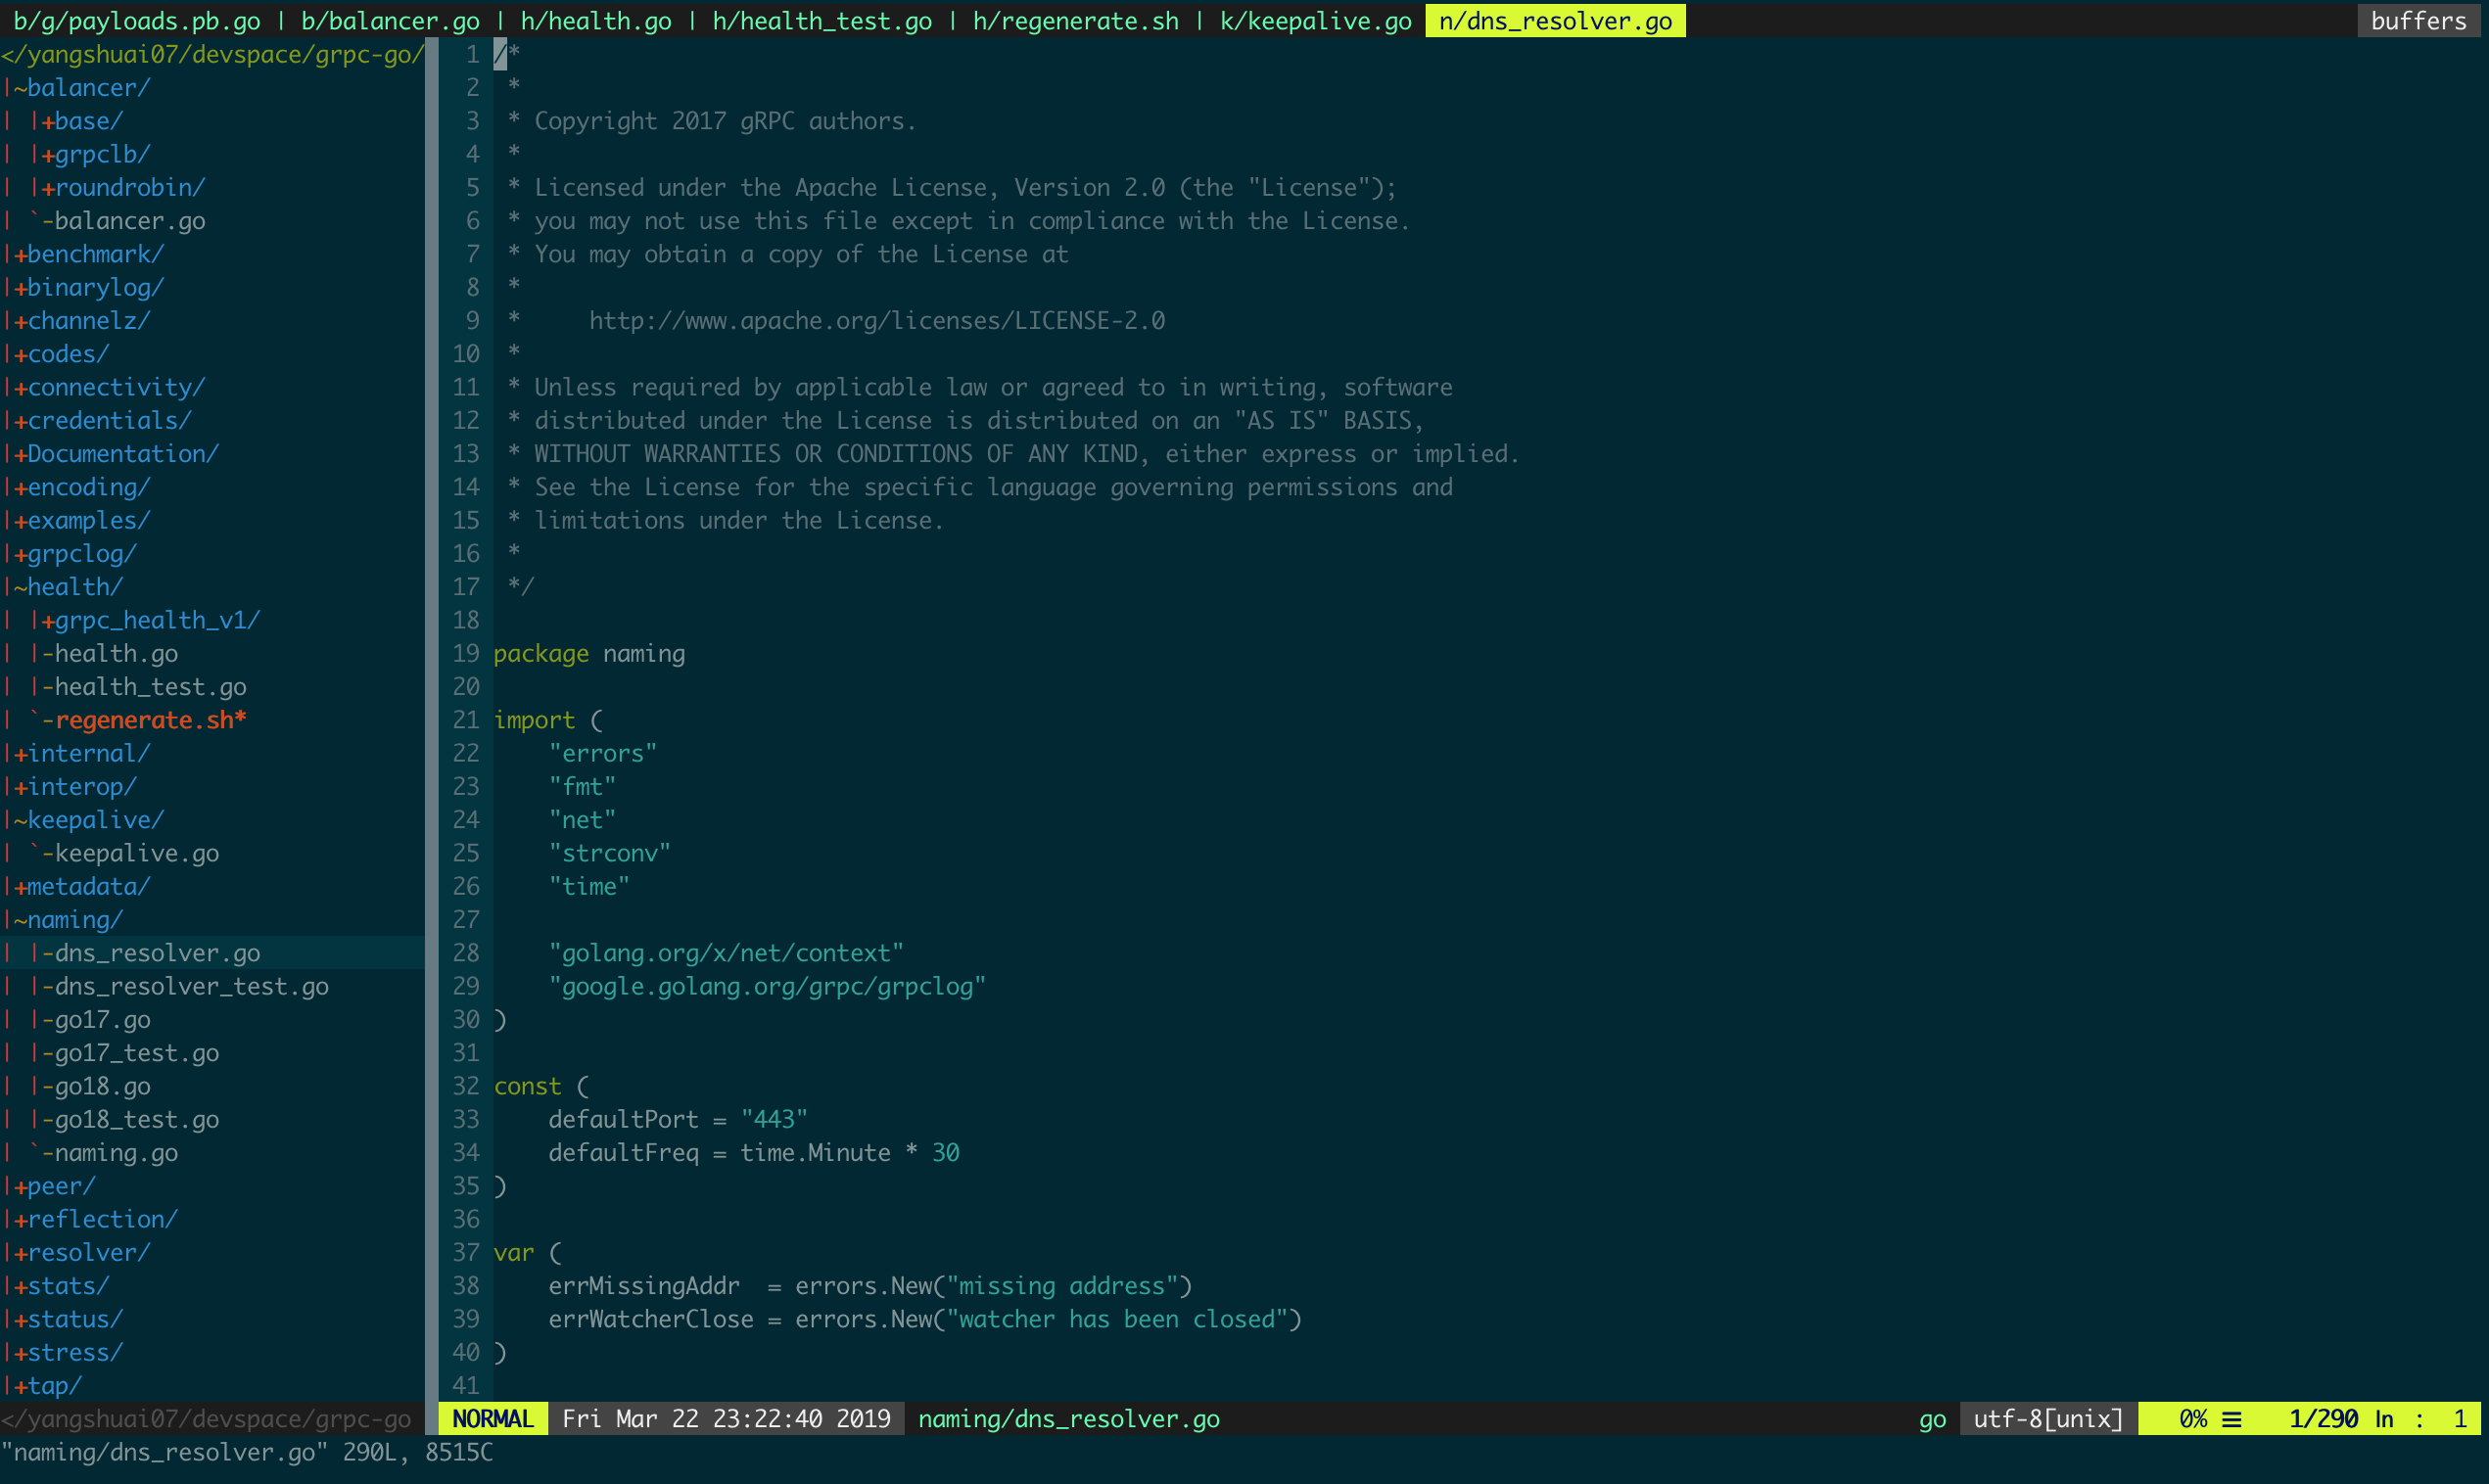 b/g/payloads.pb.go | b/balancer.go | h/health.go | h/health_test.go | h/regenerate.sh | k/keepalive.go n/dns_resolver.go buffers
</yangshuai07/devspace/grpc-go/
|~balancer/
| |+base/
| |+grpclb/
| |+roundrobin/
| `-balancer.go
|+benchmark/
|+binarylog/
|+channelz/
|+codes/
|+connectivity/
|+credentials/
|+Documentation/
|+encoding/
|+examples/
|+grpclog/
|~health/
| |+grpc_health_v1/
| |-health.go
| |-health_test.go
| `-regenerate.sh*
|+internal/
|+interop/
|~keepalive/
| `-keepalive.go
|+metadata/
|~naming/
| |-dns_resolver.go
| |-dns_resolver_test.go
| |-go17.go
| |-go17_test.go
| |-go18.go
| |-go18_test.go
| `-naming.go
|+peer/
|+reflection/
|+resolver/
|+stats/
|+status/
|+stress/
|+tap/
</yangshuai07/devspace/grpc-go
1 /*
2  *
3  * Copyright 2017 gRPC authors.
4  *
5  * Licensed under the Apache License, Version 2.0 (the "License");
6  * you may not use this file except in compliance with the License.
7  * You may obtain a copy of the License at
8  *
9  *     http://www.apache.org/licenses/LICENSE-2.0
10  *
11  * Unless required by applicable law or agreed to in writing, software
12  * distributed under the License is distributed on an "AS IS" BASIS,
13  * WITHOUT WARRANTIES OR CONDITIONS OF ANY KIND, either express or implied.
14  * See the License for the specific language governing permissions and
15  * limitations under the License.
16  *
17  */
18
19 package naming
20
21 import (
22     "errors"
23     "fmt"
24     "net"
25     "strconv"
26     "time"
27
28     "golang.org/x/net/context"
29     "google.golang.org/grpc/grpclog"
30 )
31
32 const (
33     defaultPort = "443"
34     defaultFreq = time.Minute * 30
35 )
36
37 var (
38     errMissingAddr  = errors.New("missing address")
39     errWatcherClose = errors.New("watcher has been closed")
40 )
41
NORMAL Fri Mar 22 23:22:40 2019 naming/dns_resolver.go go utf-8[unix] 0% ☰ 1/290 ln : 1
"naming/dns_resolver.go" 290L, 8515C